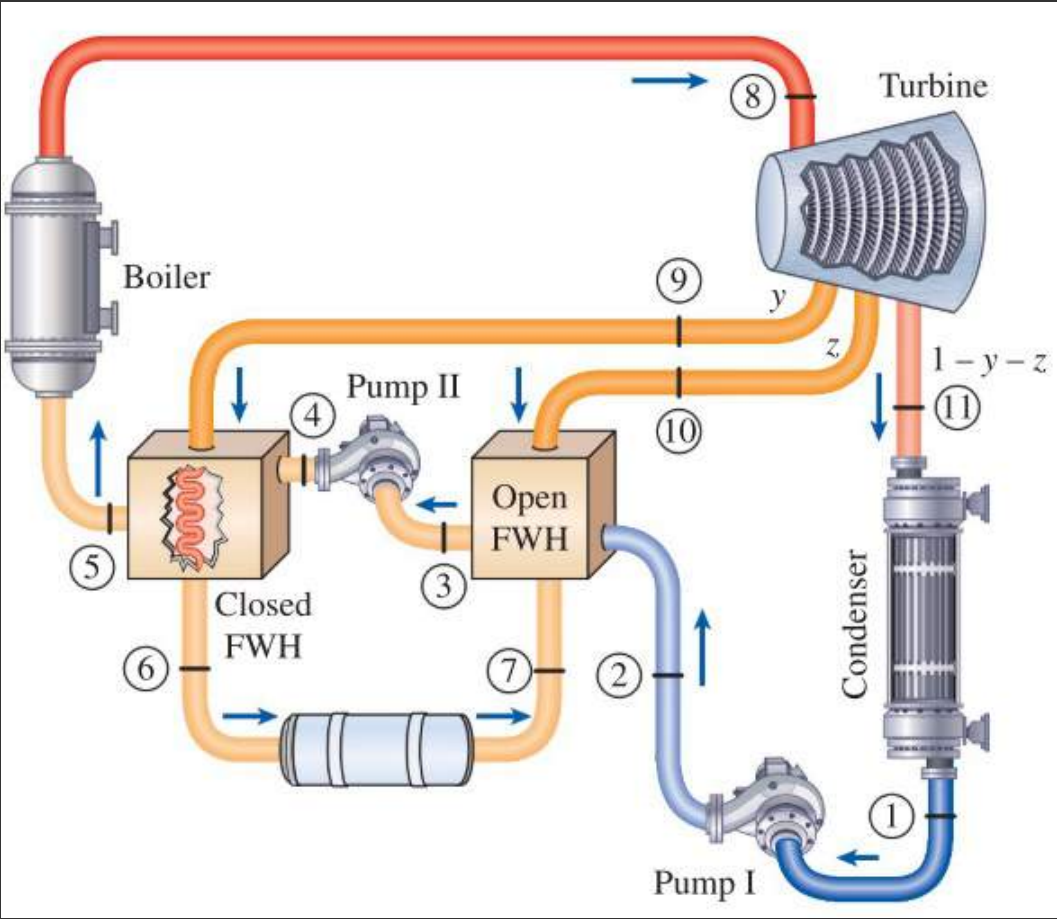 8
Turbine
Boiler
9
y
z
1 – y – z
Pump II
4
10
11
Open
FWH
5
3
Closed
FWH
Condenser
6
7
2
1
Pump I